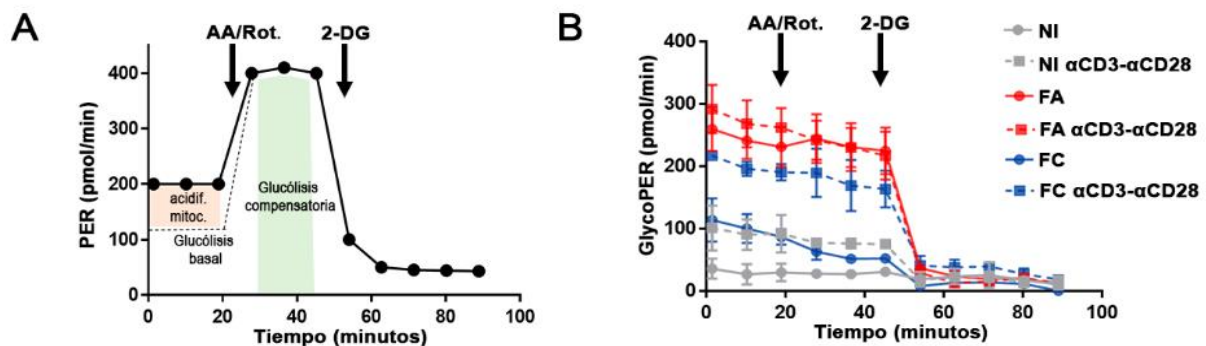 A
AA/Rot.
2-DG
PER (pmol/min)
400
300
200
100
0
acidif.
mitoc.
Glucólisis
basal
Glucólisis
compensatoria
0
20
40
60
80
100
Tiempo (minutos)
B
AA/Rot.
2-DG
GlycoPER (pmol/min)
400
300
200
100
0
0
20
40
60
80
100
Tiempo (minutos)
NI
NI αCD3-αCD28
FA
FA αCD3-αCD28
FC
FC αCD3-αCD28